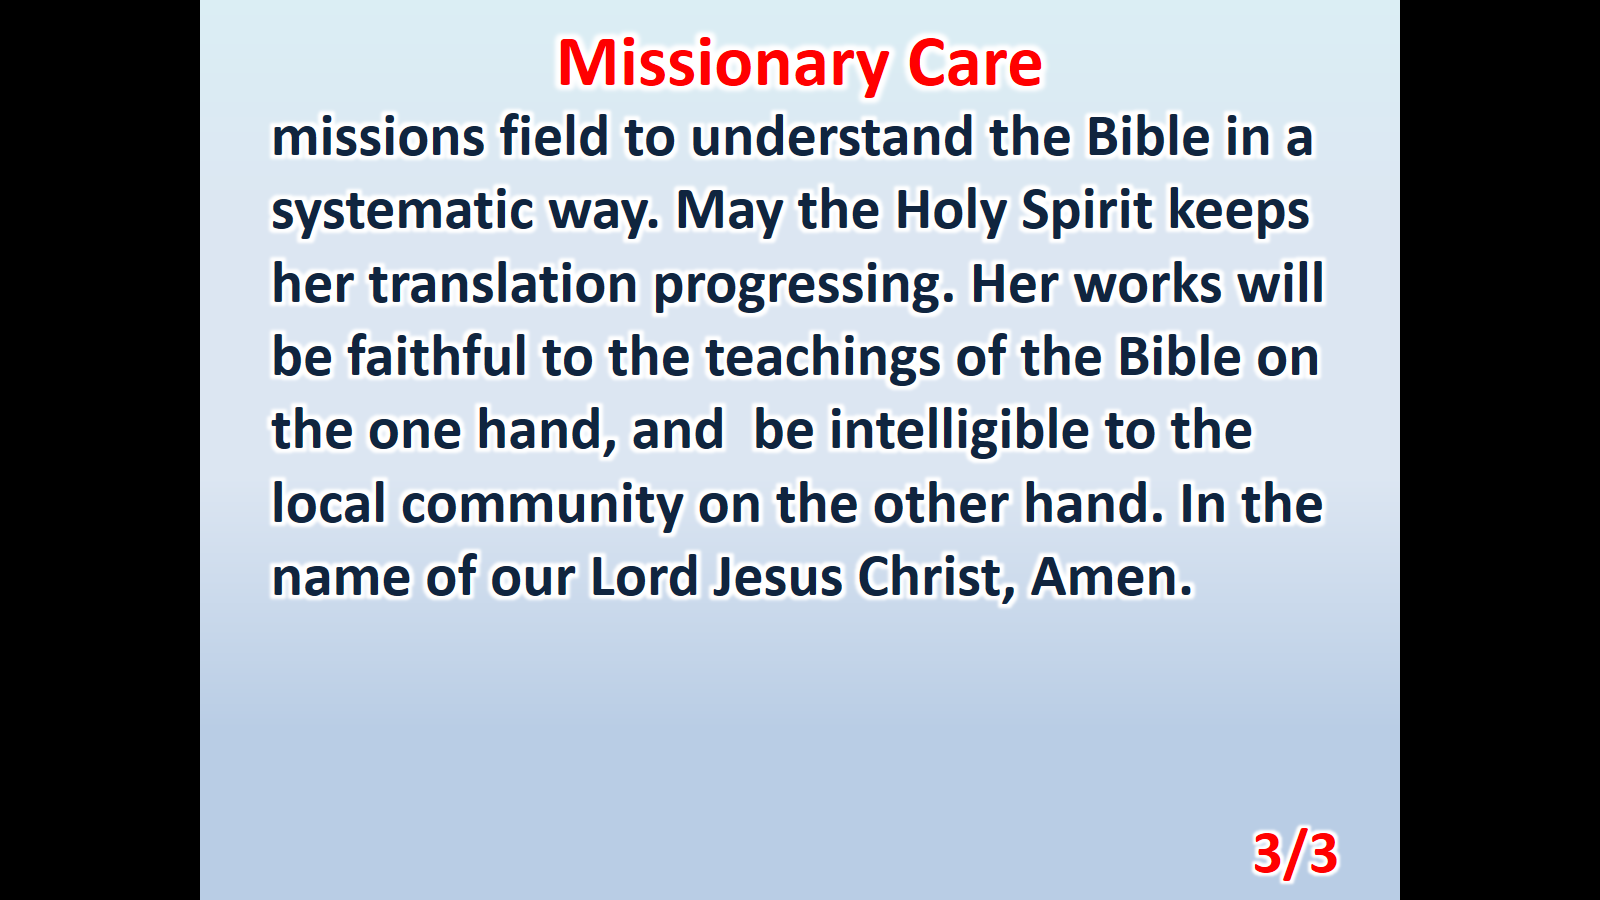 Missionary Care
missions field to understand the Bible in a
systematic way. May the Holy Spirit keeps
her translation progressing. Her works will
be faithful to the teachings of the Bible on
the one hand, and  be intelligible to the
local community on the other hand. In the
name of our Lord Jesus Christ, Amen.
3/3